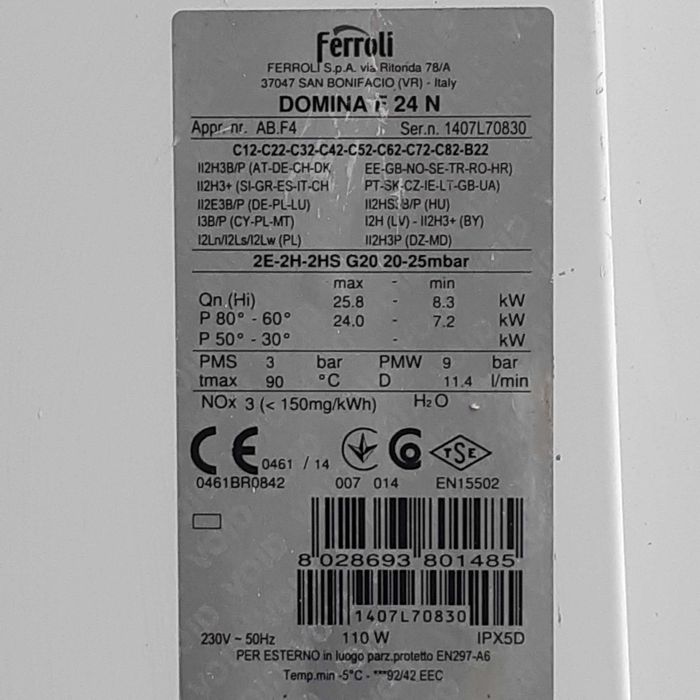 Ferroli
FERROLI S.p.A. via Ritonda 78/A
37047 SAN BONIFACIO (VR) - Italy
DOMINA F 24 N
Appr. nr. AB.F4 Ser.n. 1407L70830
C12-C22-C32-C42-C52-C62-C72-C82-B22
II2H3B/P (AT-DE-CH-DK EE-GB-NO-SE-TR-RO-HR)
II2H3+ (SI-GR-ES-IT-CH PT-SK-CZ-IE-LT-GB-UA)
II2E3B/P (DE-PL-LU) II2HS3B/P (HU)
I3B/P (CY-PL-MT) I2H (LV) - II2H3+ (BY)
I2Ln/I2Ls/I2Lw (PL) II2H3P (DZ-MD)
2E-2H-2HS G20 20-25mbar
max - min
Qn (Hi) 25.8 - 8.3 kW
P 80° - 60° 24.0 - 7.2 kW
P 50° - 30° - kW
PMS 3 bar PMW 9 bar
tmax 90 °C D 11.4 l/min
NOx 3 (< 150mg/kWh) H2O
CE 0461 / 14 TSE
0461BR0842 007 014 EN15502
8 028693 801485
1407L70830
230V ~ 50Hz 110 W IPX5D
PER ESTERNO in luogo parz.protetto EN297-A6
Temp.min -5°C - ***92/42 EEC